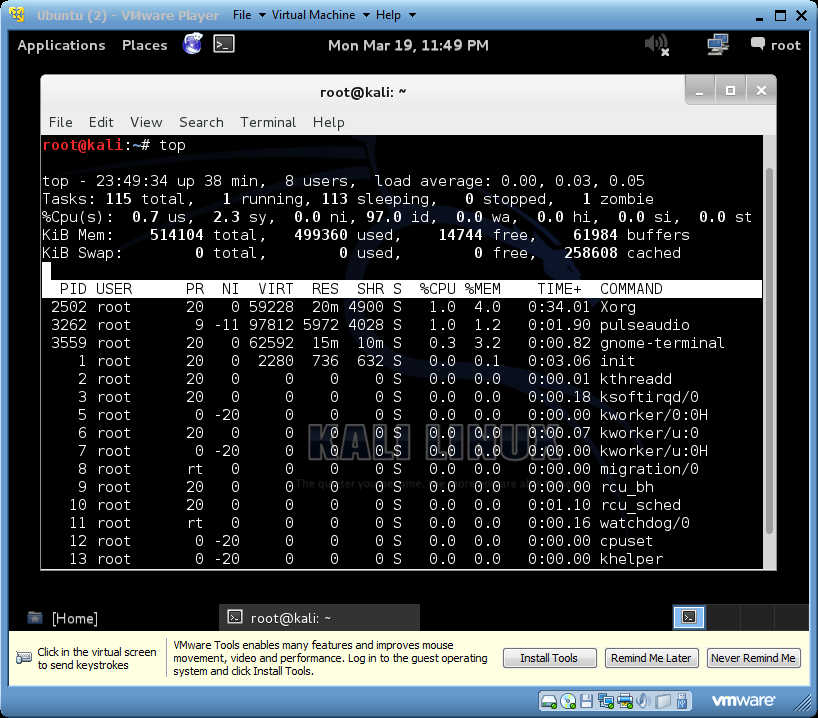 Ubuntu (2) - VMware Player File Virtual Machine Help
Applications Places Mon Mar 19, 11:49 PM root
root@kali: ~
File Edit View Search Terminal Help
root@kali:~# top
top - 23:49:34 up 38 min,  8 users,  load average: 0.00, 0.03, 0.05
Tasks: 115 total,   1 running, 113 sleeping,   0 stopped,   1 zombie
%Cpu(s):  0.7 us,  2.3 sy,  0.0 ni, 97.0 id,  0.0 wa,  0.0 hi,  0.0 si,  0.0 st
KiB Mem:    514104 total,   499360 used,    14744 free,    61984 buffers
KiB Swap:        0 total,        0 used,        0 free,   258608 cached
PID USER      PR  NI  VIRT  RES  SHR S  %CPU %MEM    TIME+  COMMAND
2502 root      20   0 59228  20m 4900 S   1.0  4.0   0:34.01 Xorg
3262 root       9 -11 97812 5972 4028 S   1.0  1.2   0:01.90 pulseaudio
3559 root      20   0 62592  15m  10m S   0.3  3.2   0:00.82 gnome-terminal
1 root      20   0  2280  736  632 S   0.0  0.1   0:03.06 init
2 root      20   0     0    0    0 S   0.0  0.0   0:00.01 kthreadd
3 root      20   0     0    0    0 S   0.0  0.0   0:00.18 ksoftirqd/0
5 root       0 -20     0    0    0 S   0.0  0.0   0:00.00 kworker/0:0H
6 root      20   0     0    0    0 S   0.0  0.0   0:00.07 kworker/u:0
7 root       0 -20     0    0    0 S   0.0  0.0   0:00.00 kworker/u:0H
8 root      rt   0     0    0    0 S   0.0  0.0   0:00.00 migration/0
9 root      20   0     0    0    0 S   0.0  0.0   0:00.00 rcu_bh
10 root      20   0     0    0    0 S   0.0  0.0   0:01.10 rcu_sched
11 root      rt   0     0    0    0 S   0.0  0.0   0:00.16 watchdog/0
12 root       0 -20     0    0    0 S   0.0  0.0   0:00.00 cpuset
13 root       0 -20     0    0    0 S   0.0  0.0   0:00.00 khelper
KALI LINUX
[Home] root@kali: ~
Click in the virtual screen
to send keystrokes
VMware Tools enables many features and improves mouse
movement, video and performance. Log in to the guest operating
system and click Install Tools.
Install Tools Remind Me Later Never Remind Me
vmware